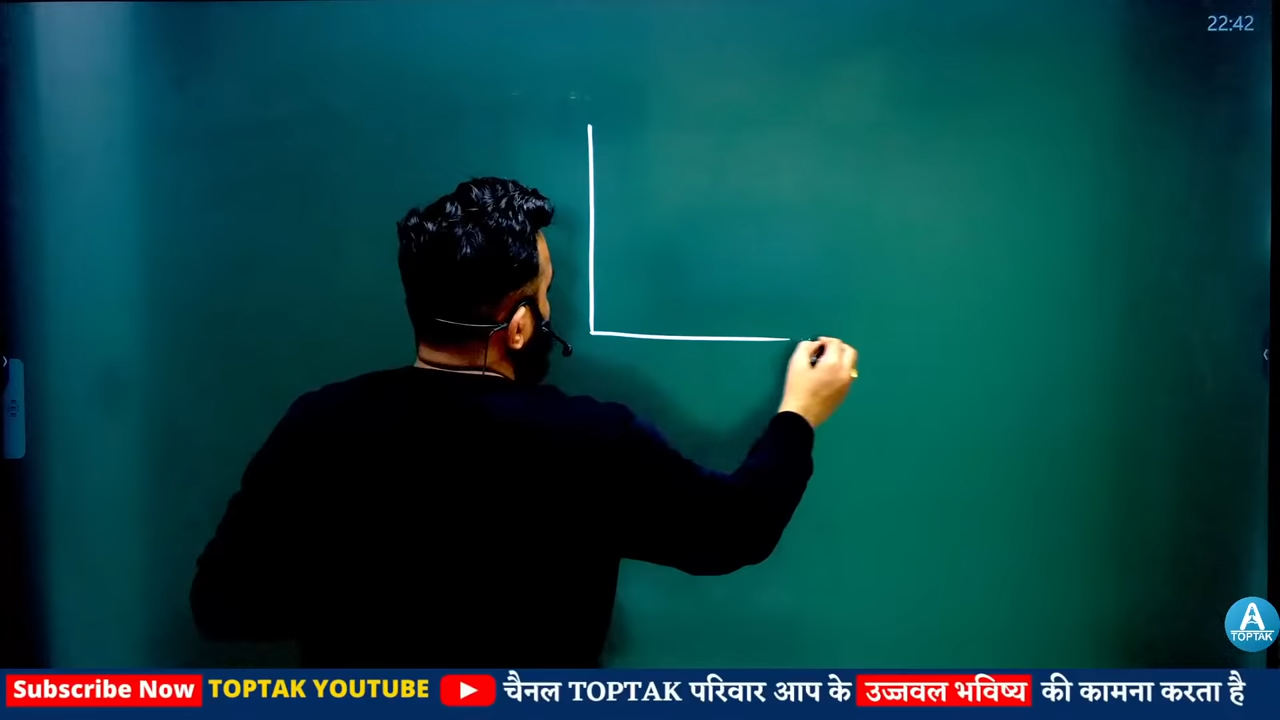 22:42
TOPTAK
Subscribe Now TOPTAK YOUTUBE चैनल TOPTAK परिवार आप के उज्जवल भविष्य की कामना करता है